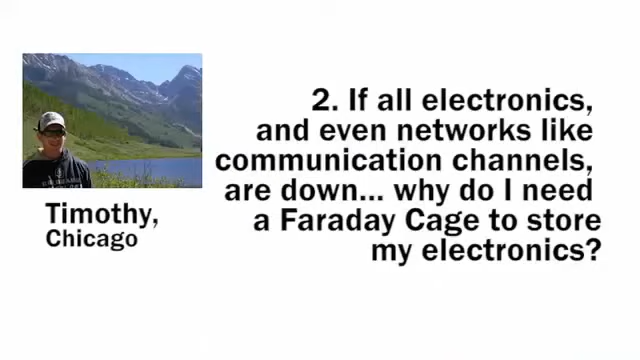 2. If all electronics,
and even networks like
communication channels,
are down... why do I need
a Faraday Cage to store
my electronics?
Timothy,
Chicago